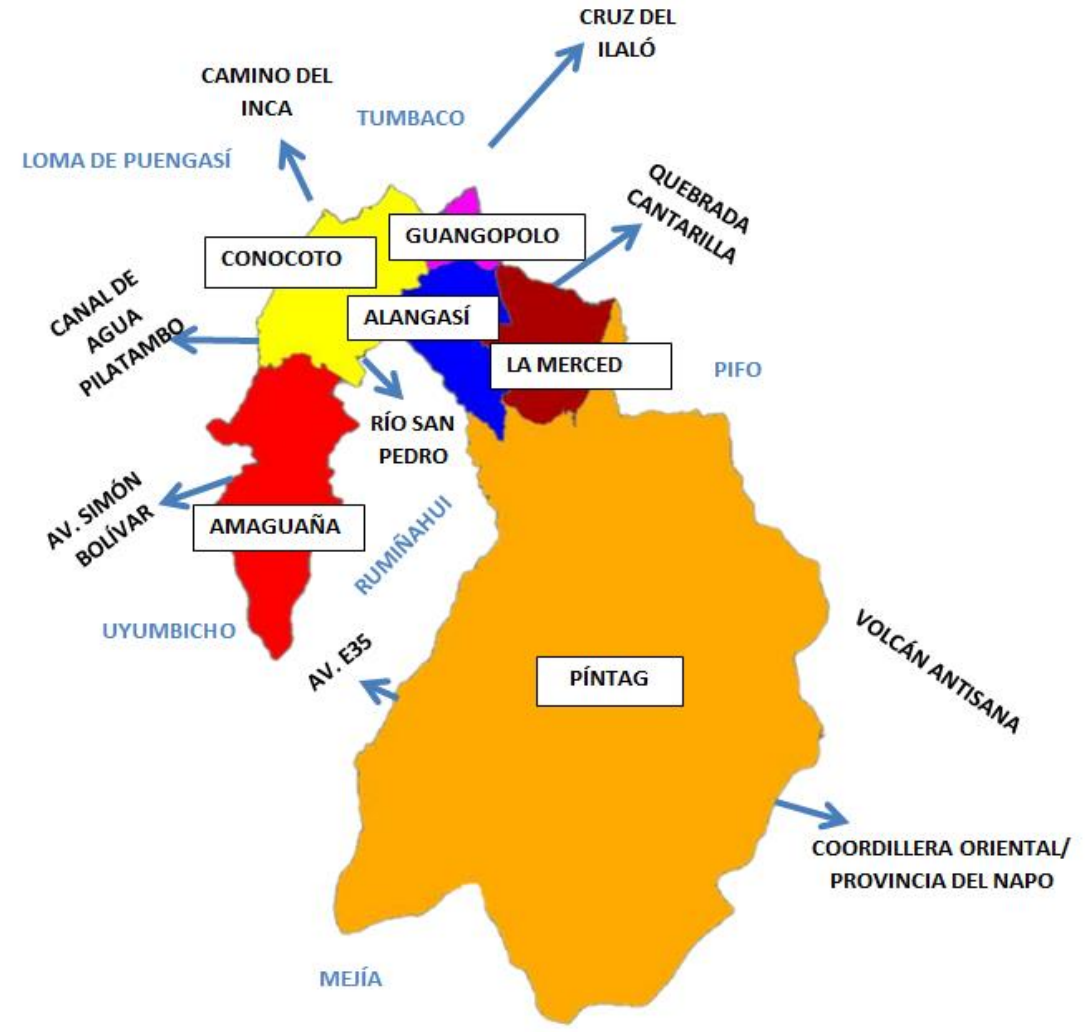 CRUZ DEL
ILALÓ
CAMINO DEL
INCA
TUMBACO
LOMA DE PUENGASÍ
QUEBRADA
CANTARILLA
GUANGOPOLO
CONOCOTO
CANAL DE
AGUA
PILATAMBO
ALANGASÍ
LA MERCED
PIFO
RÍO SAN
PEDRO
AV. SIMÓN
BOLÍVAR
AMAGUAÑA
RUMIÑAHUI
UYUMBICHO
AV. E35
VOLCÁN ANTISANA
PÍNTAG
COORDILLERA ORIENTAL/
PROVINCIA DEL NAPO
MEJÍA